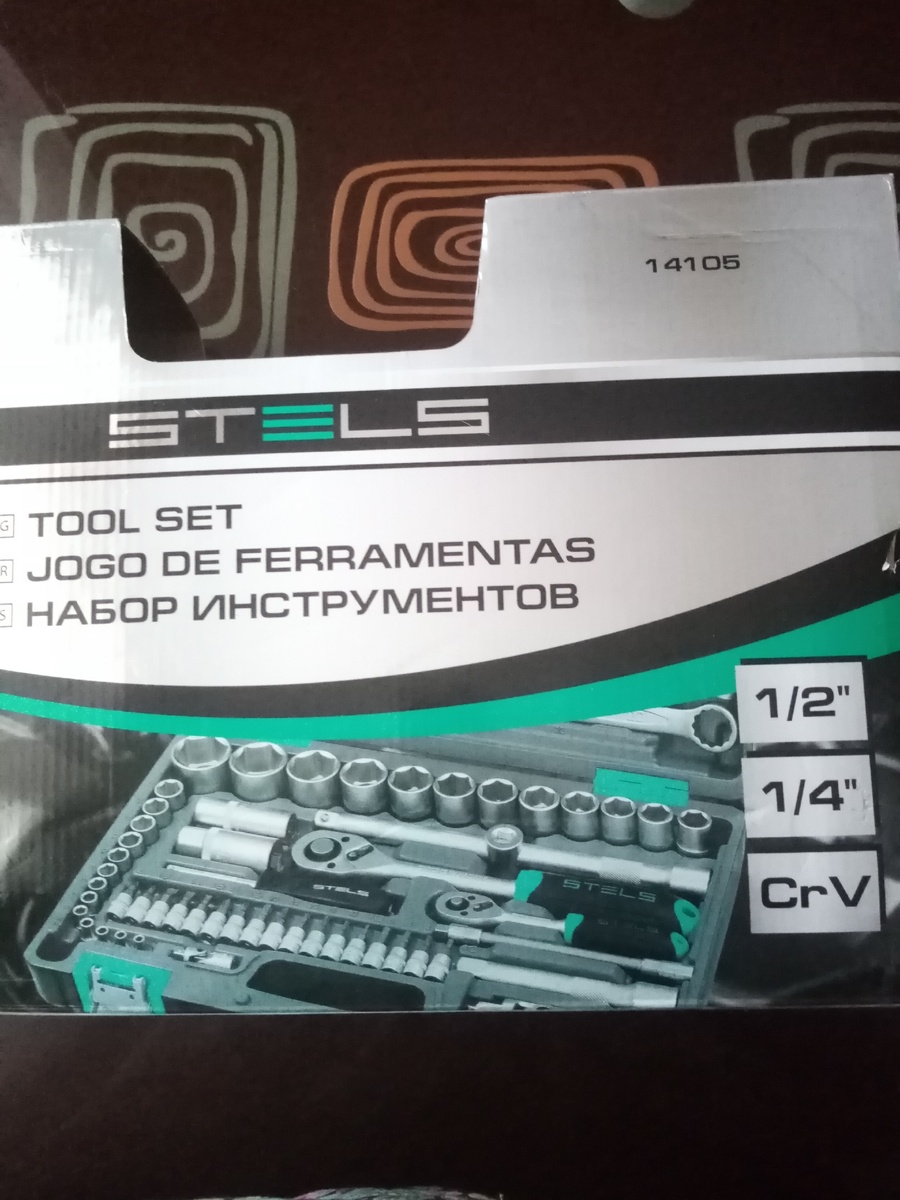 14105
STELS
G TOOL SET
R JOGO DE FERRAMENTAS
S НАБОР ИНСТРУМЕНТОВ
1/2"
1/4"
CrV
STELS
STELS